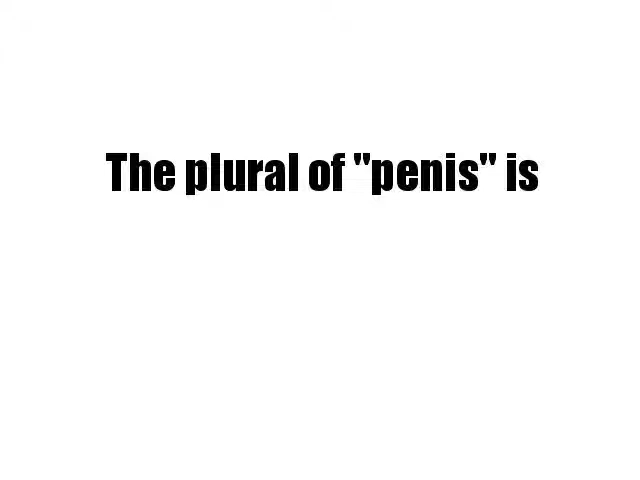 The plural of "penis" is